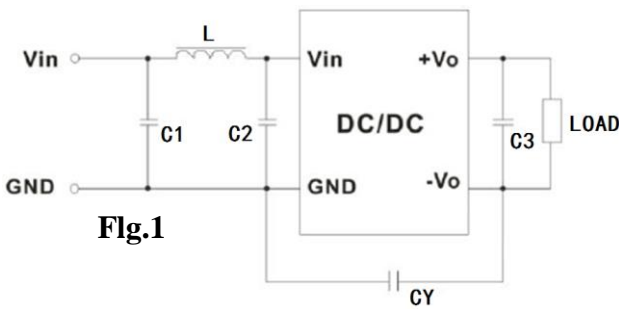 L
Vin
Vin
+Vo
C1
C2
DC/DC
C3
LOAD
GND
GND
-Vo
Flg.1
CY